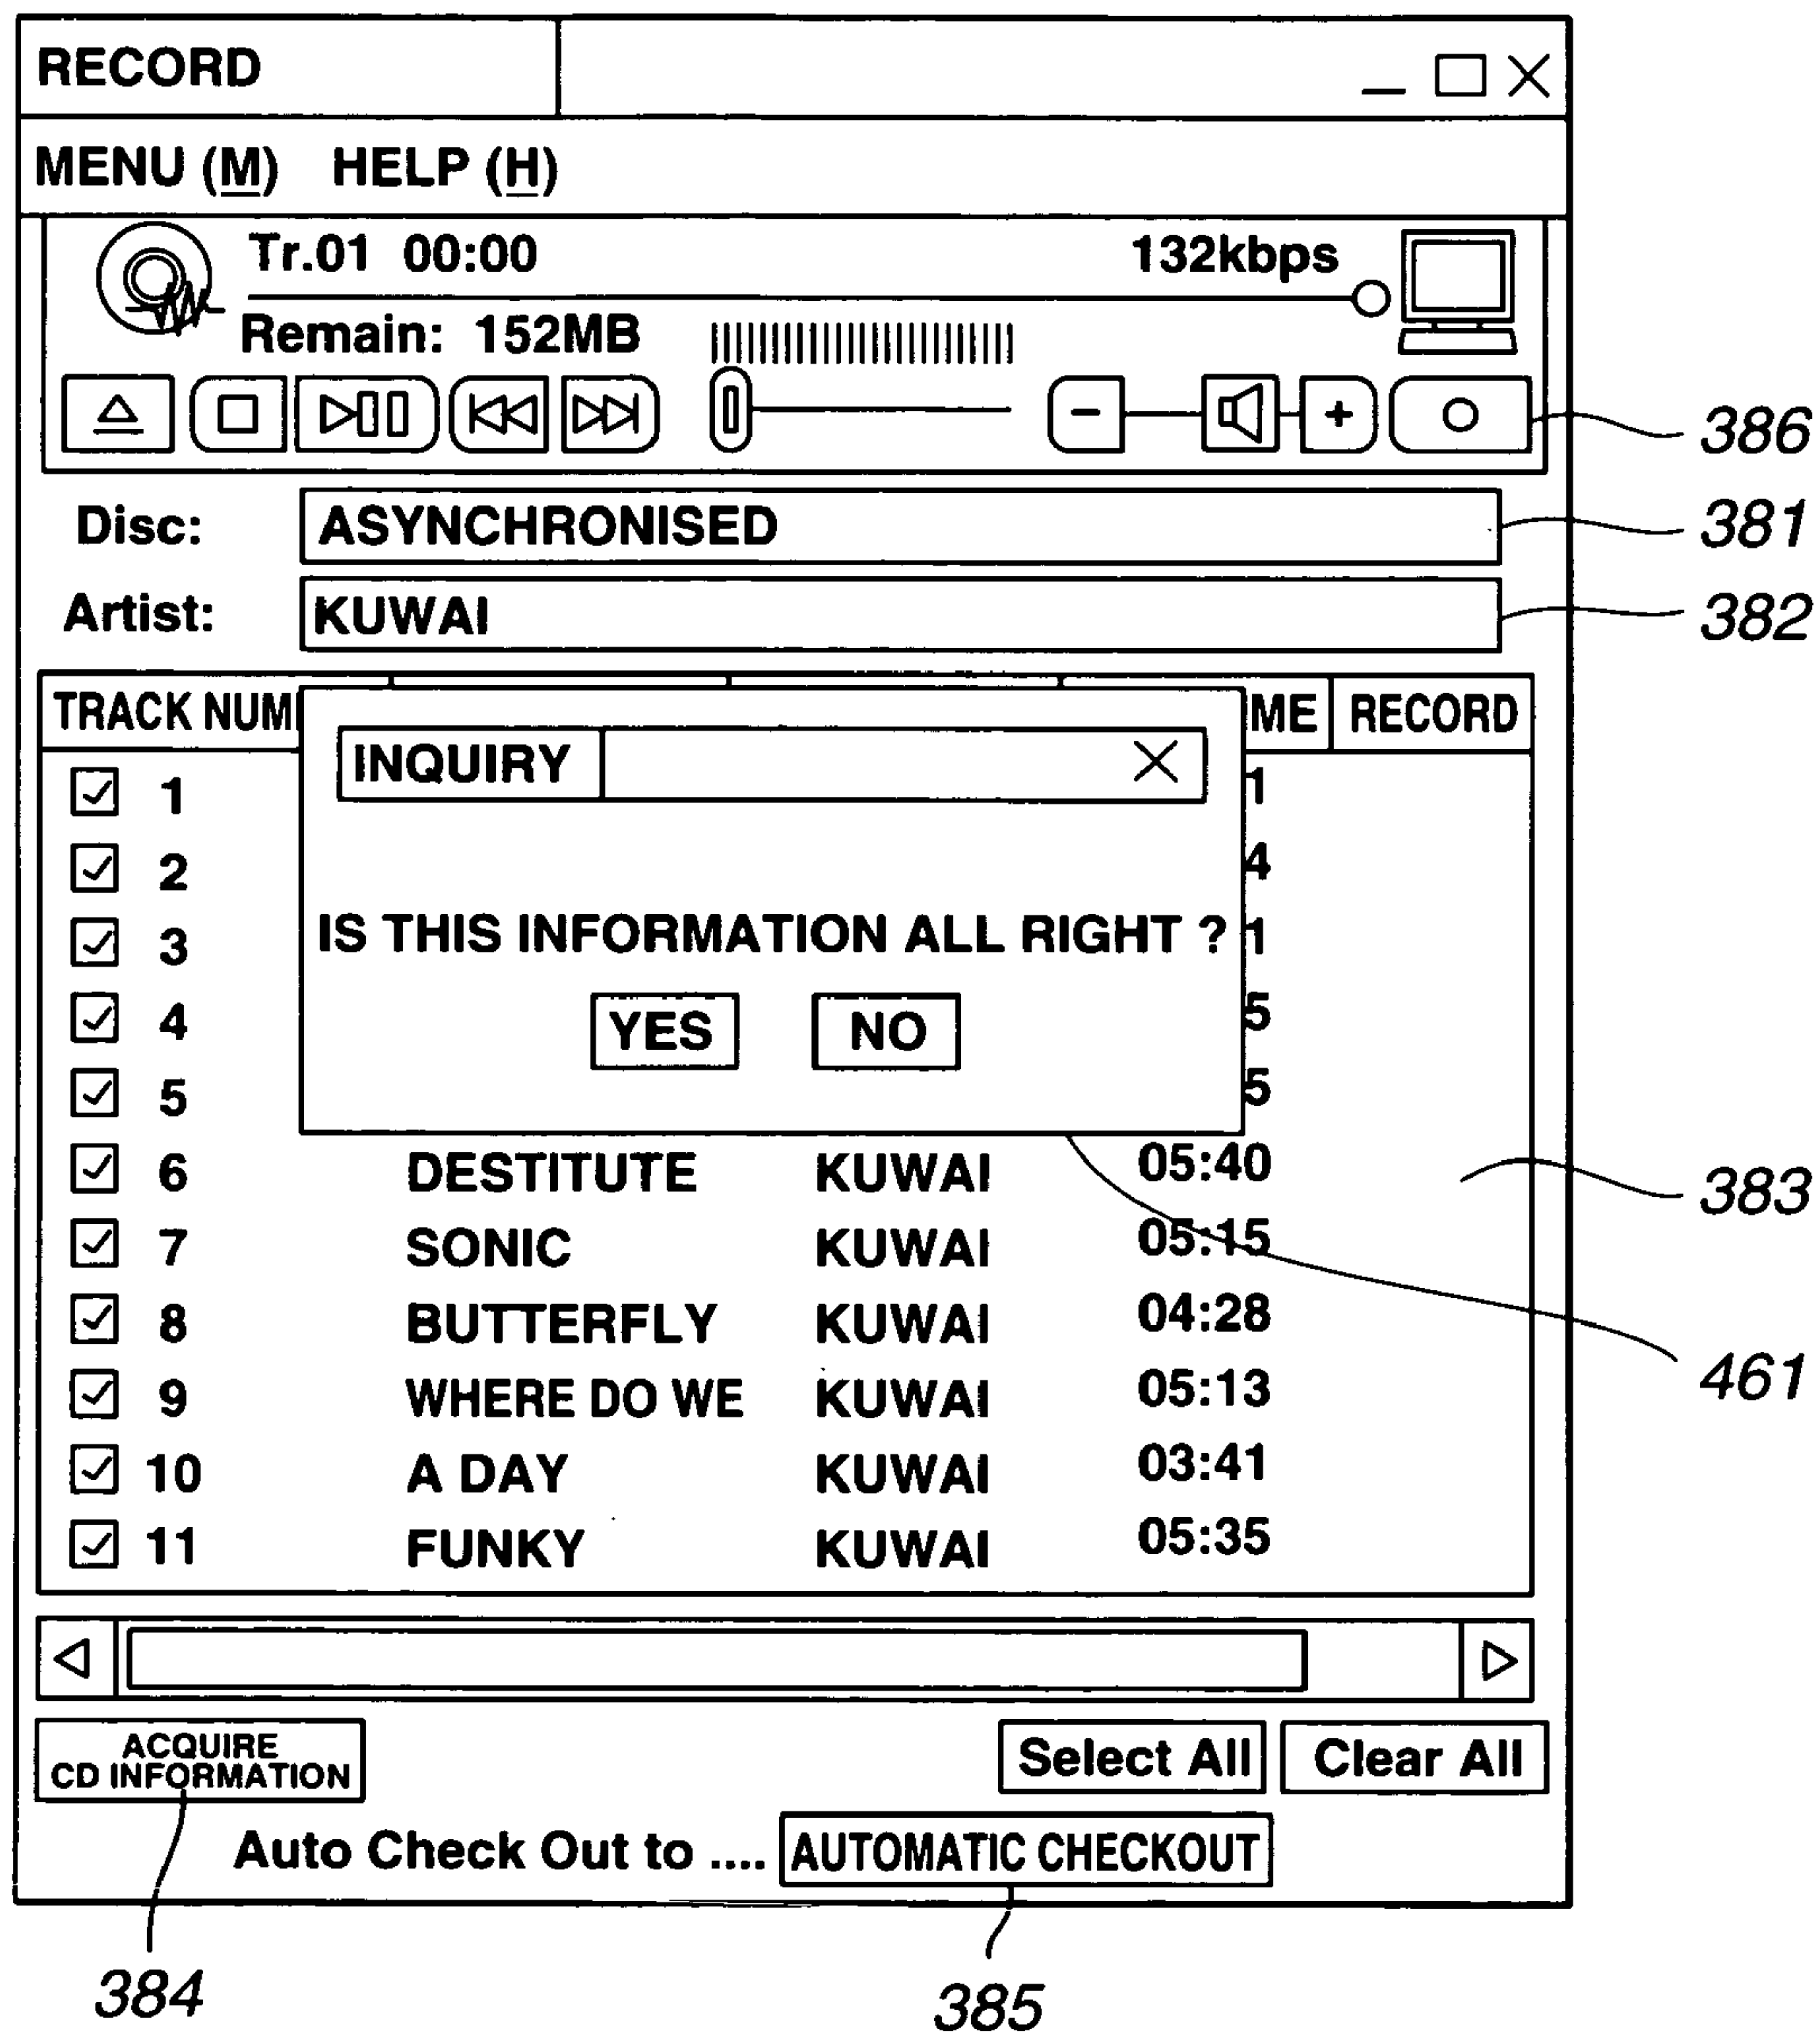 RECORD
MENU (M) HELP (H)
Tr.01 00:00 132kbps
Remain: 152MB
386
Disc: ASYNCHRONISED
381
Artist: KUWAI
382
TRACK NUM ME RECORD
INQUIRY
1 1
2 4
3 IS THIS INFORMATION ALL RIGHT ? 1
4 5
YES NO
5 5
6 DESTITUTE KUWAI 05:40
383
7 SONIC KUWAI 05:15
8 BUTTERFLY KUWAI 04:28
461
9 WHERE DO WE KUWAI 05:13
10 A DAY KUWAI 03:41
11 FUNKY KUWAI 05:35
ACQUIRE
CD INFORMATION
Select All Clear All
Auto Check Out to .... AUTOMATIC CHECKOUT
384
385